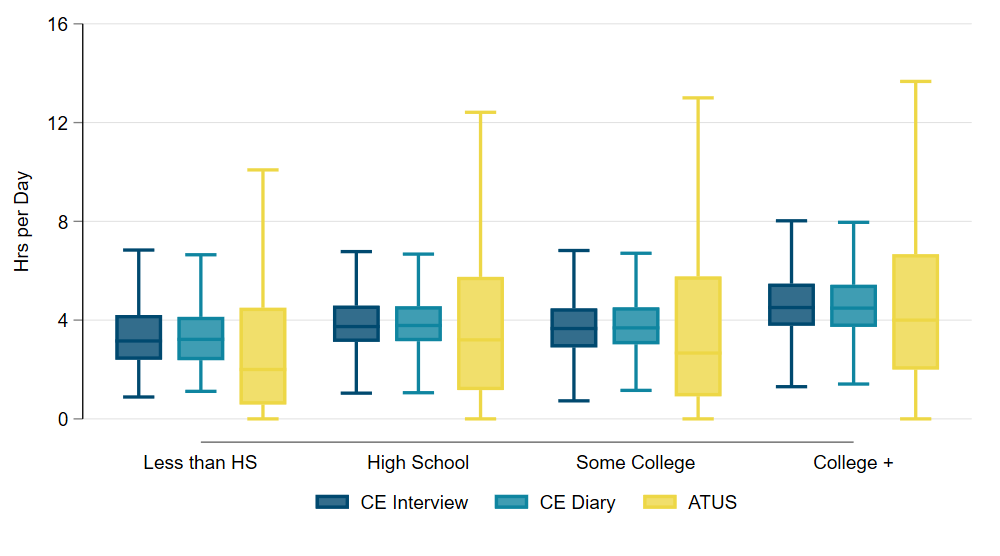 16
12
8
4
0
Hrs per Day
Less than HS
High School
Some College
College +
CE Interview
CE Diary
ATUS